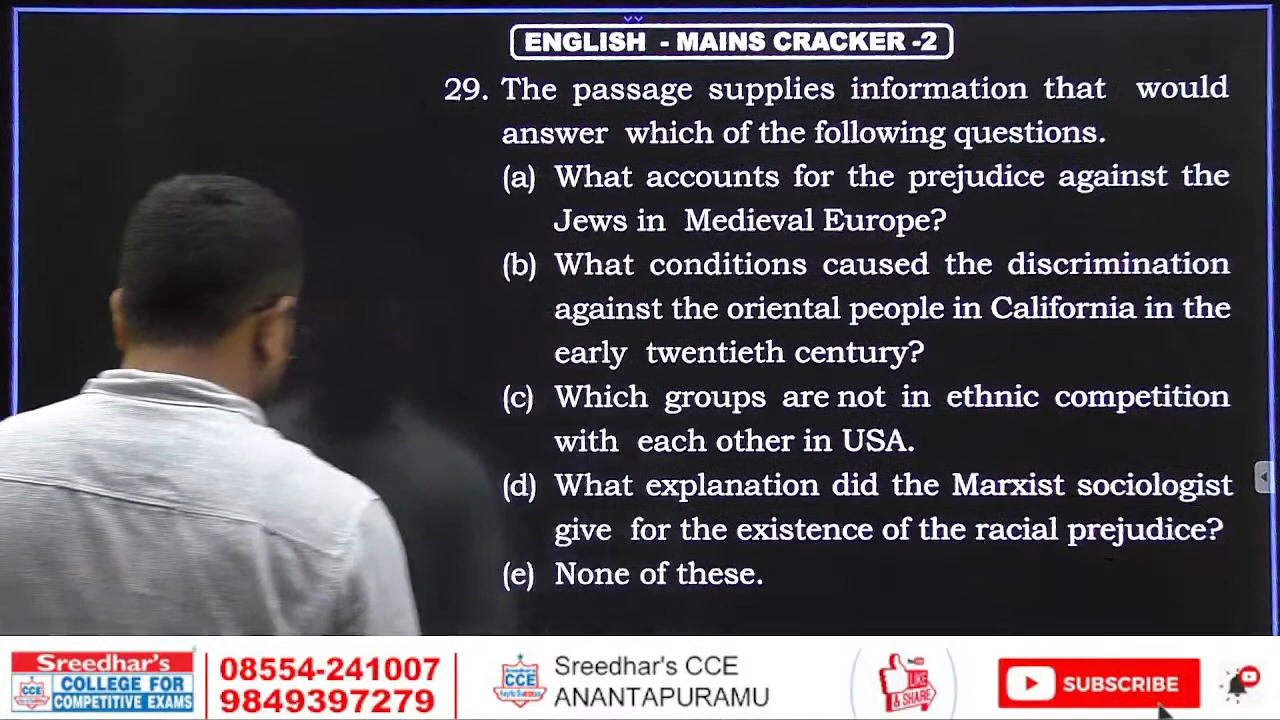 ENGLISH - MAINS CRACKER -2
29. The passage supplies information that would
answer which of the following questions.
(a) What accounts for the prejudice against the
Jews in Medieval Europe?
(b) What conditions caused the discrimination
against the oriental people in California in the
early twentieth century?
(c) Which groups are not in ethnic competition
with each other in USA.
(d) What explanation did the Marxist sociologist
give for the existence of the racial prejudice?
(e) None of these.
Sreedhar's
CCE
COLLEGE FOR
COMPETITIVE EXAMS
08554-241007
9849397279
CCE
Sreedhar's CCE
ANANTAPURAMU
LIKE
& SHARE
SUBSCRIBE